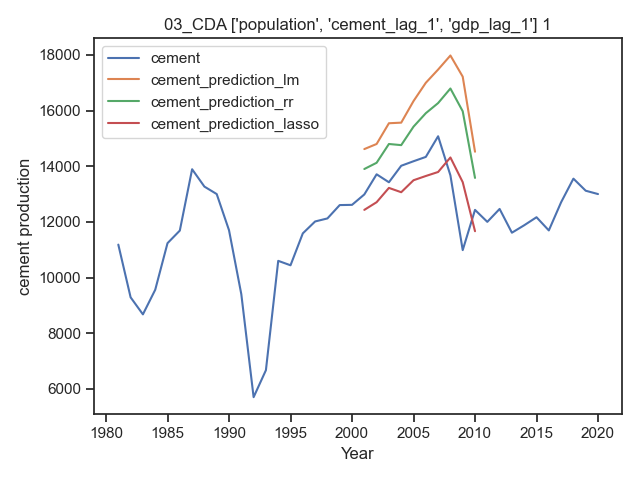 03_CDA ['population', 'cement_lag_1', 'gdp_lag_1'] 1
cement
cement_prediction_lm
cement_prediction_rr
cement_prediction_lasso
cement production
18000
16000
14000
12000
10000
8000
6000
1980
1985
1990
1995
2000
2005
2010
2015
2020
Year